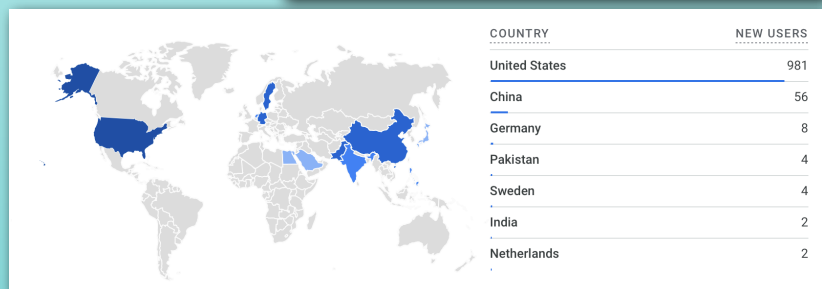 COUNTRY NEW USERS
United States 981
China 56
Germany 8
Pakistan 4
Sweden 4
India 2
Netherlands 2